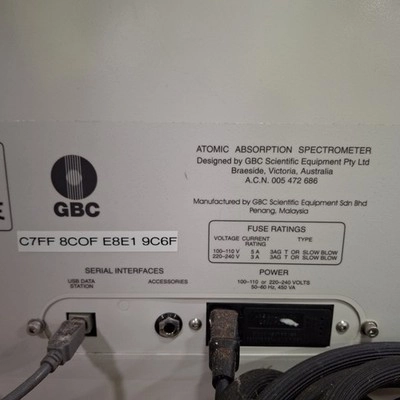 ATOMIC ABSORPTION SPECTROMETER
Designed by GBC Scientific Equipment Pty Ltd
Braeside, Victoria, Australia
A.C.N. 005 472 686
GBC
Manufactured by GBC Scientific Equipment Sdn Bhd
Penang, Malaysia
C7FF 8COF E8E1 9C6F
FUSE RATINGS
VOLTAGE CURRENT TYPE
RATING
100-110 V 5 A 3AG T OR SLOW BLOW
220-240 V 3 A 3AG T OR SLOW BLOW
SERIAL INTERFACES
USB DATA
STATION
ACCESSORIES
POWER
100-110 or 220-240 VOLTS
50-60 Hz, 450 VA